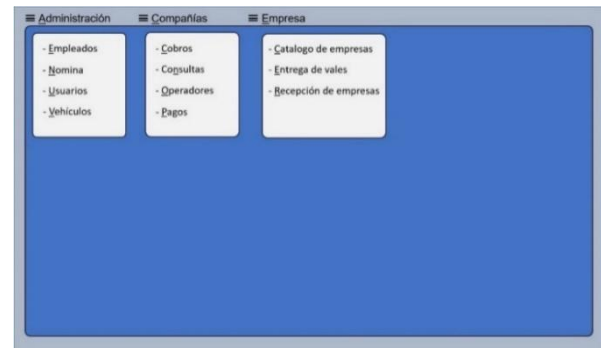 Administración
Compañías
Empresa
- Empleados
- Nomina
- Usuarios
- Vehículos
- Cobros
- Consultas
- Operadores
- Pagos
- Catalogo de empresas
- Entrega de vales
- Recepción de empresas